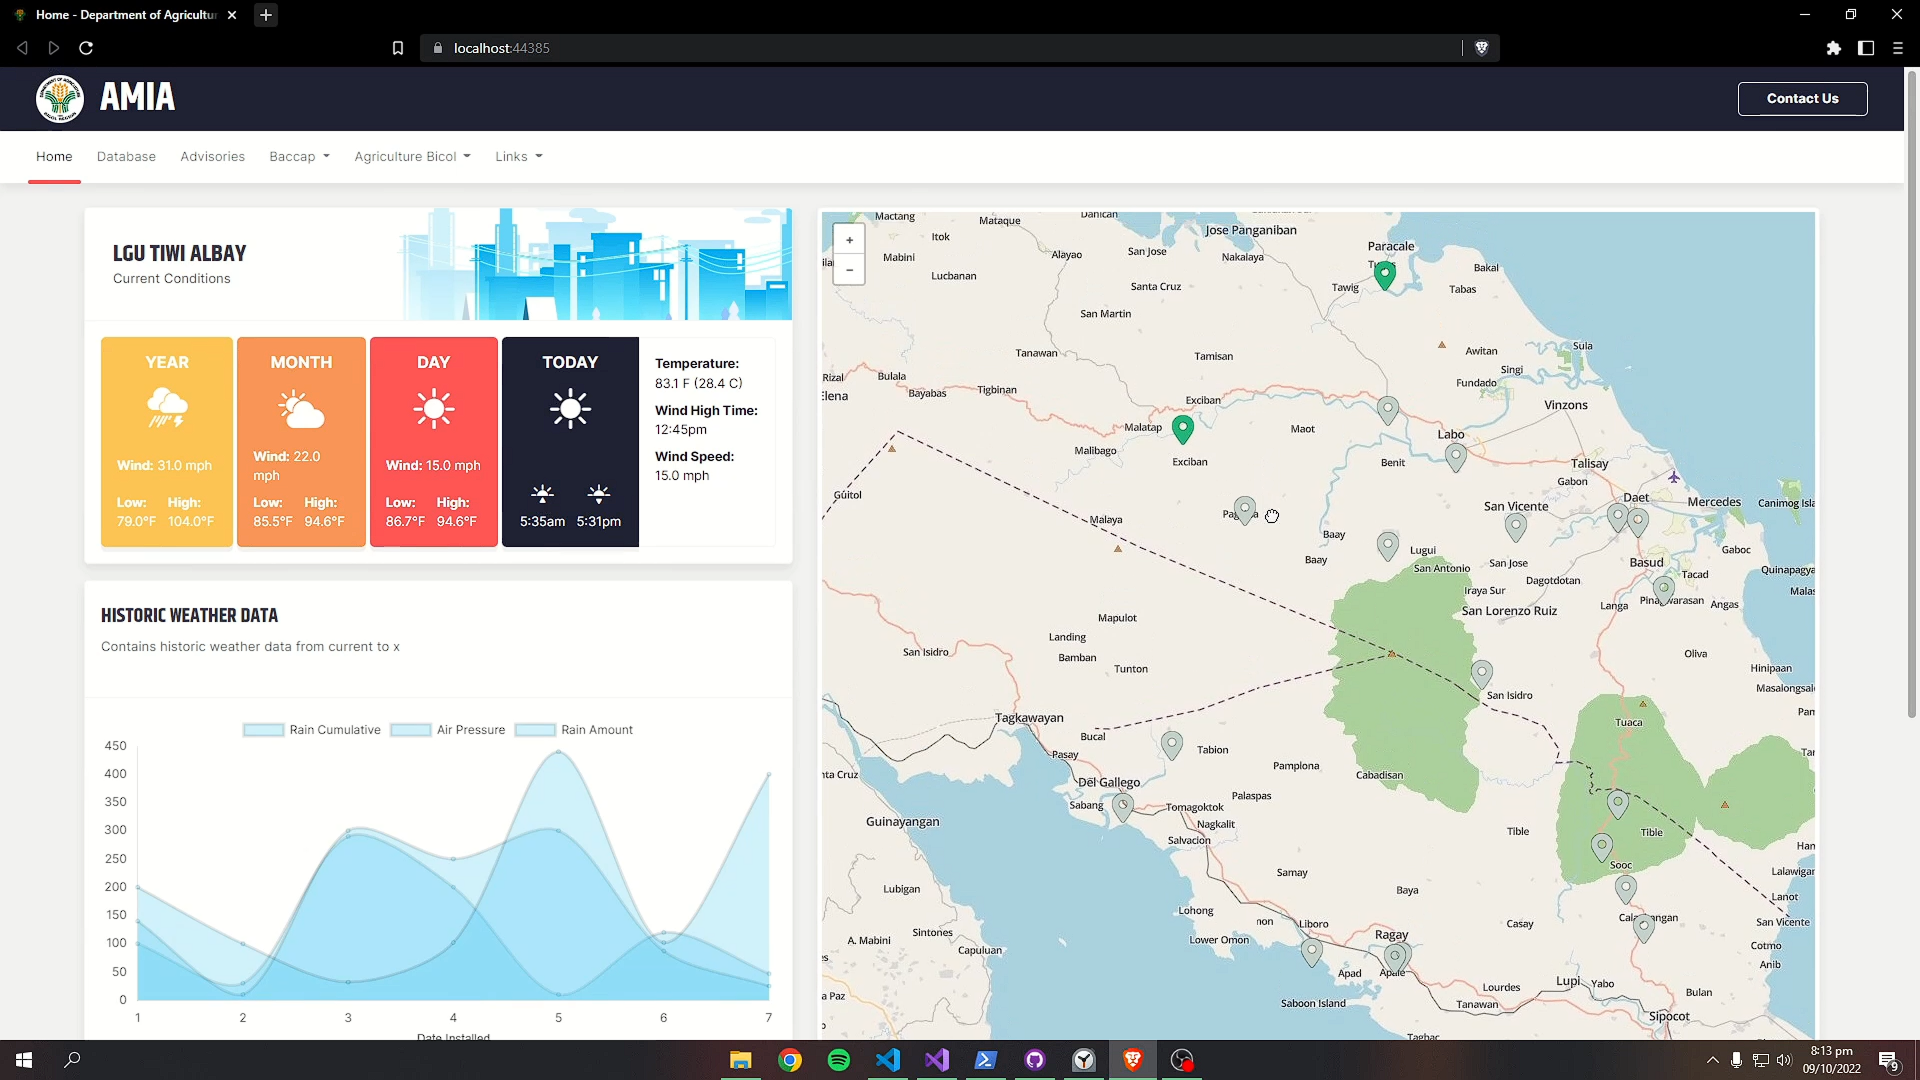 Home - Department of Agricultu
localhost:44385
AMIA
Contact Us
Home
Database
Advisories
Baccap
Agriculture Bicol
Links
LGU TIWI ALBAY
Current Conditions
YEAR
Wind: 31.0 mph
Low: High:
79.0°F 104.0°F
MONTH
Wind: 22.0
mph
Low: High:
85.5°F 94.6°F
DAY
Wind: 15.0 mph
Low: High:
86.7°F 94.6°F
TODAY
5:35am 5:31pm
Temperature:
83.1 F (28.4 C)
Wind High Time:
12:45pm
Wind Speed:
15.0 mph
HISTORIC WEATHER DATA
Contains historic weather data from current to x
Rain Cumulative
Air Pressure
Rain Amount
450
400
350
300
250
200
150
100
50
0
1 2 3 4 5 6 7
Date Installed
+
−
Mactang
Mataque
Danican
Jose Panganiban
Paracale
Itok
Mabini
Alayao
San Jose
Nakalaya
Lucbanan
Santa Cruz
Tawig
Bakal
Tabas
San Martin
Tanawan
Tamisan
Awitan
Sula
Singi
Fundado
Rizal
Bulala
Bayabas
Tigbinan
Elena
Exciban
Vinzons
Malatap
Maot
Labo
Malibago
Exciban
Benit
Talisay
Gabon
Guitol
Daet
Mercedes
Canimog Isla
San Vicente
Malaya
Baay
Baay
Lugui
San Antonio
San Jose
Basud
Gaboc
Dagotdotan
Tacad
Quinapagya
Iraya Sur
San Lorenzo Ruiz
Langa
Angas
Malas
Mapulot
Landing
Bamban
San Isidro
Tunton
Oliva
Hinipaan
San Isidro
Masalongsal
Tagkawayan
Bucal
Tuaca
Pam
Pasay
Tabion
Pamplona
Cabadisan
nta Cruz
Del Gallego
Palaspas
Sabang
Tomagoktok
Guinayangan
Nagkalit
Tible
Tible
Salvacion
Sooc
Samay
Lalawigan
Lubigan
Baya
Lanot
Lohong
Liboro
Casay
San Vicente
Sintones
Ragay
A. Mabini
Lower Omon
Capuluan
Cotmo
Anib
Apad
Lupi
Yabo
Lourdes
Bulan
a Paz
Saboon Island
Tanawan
Sipocot
8:13 pm
09/10/2022
9